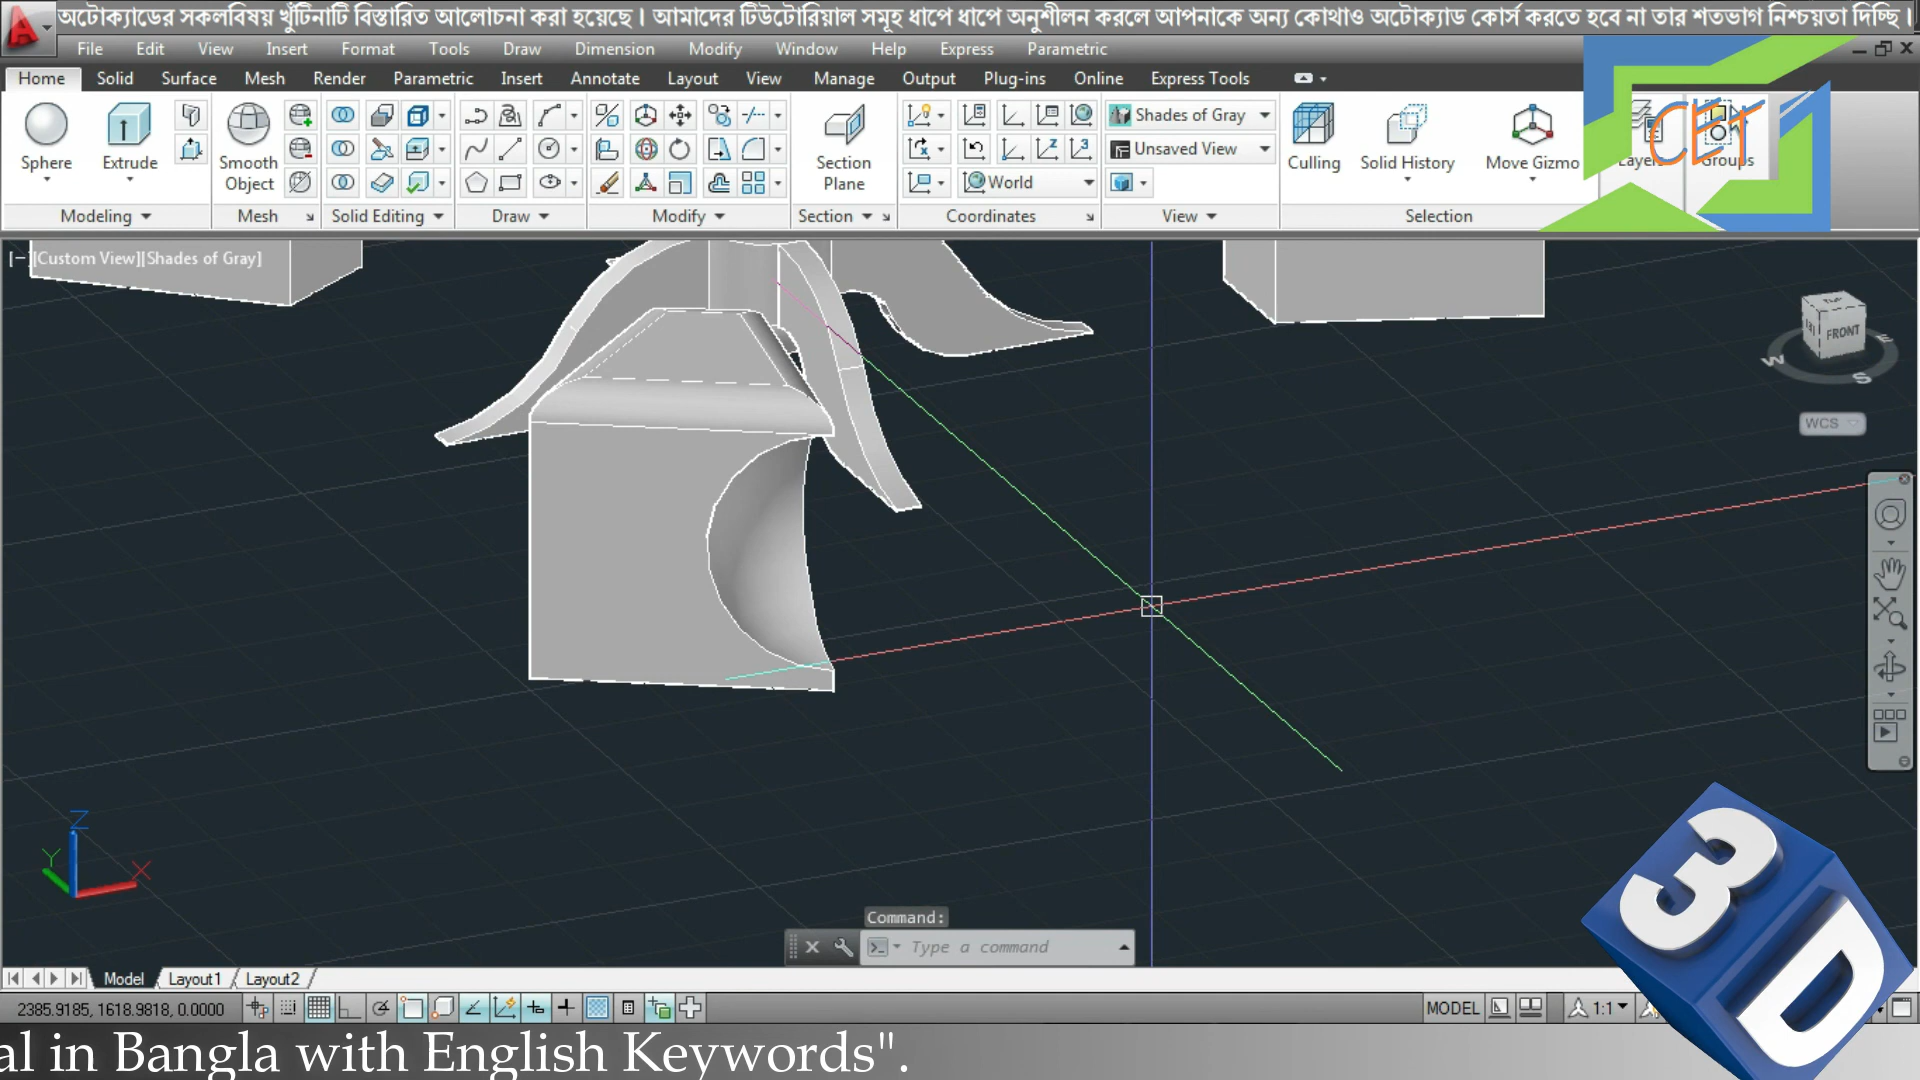 অটোক্যাডের সকলবিষয় খুঁটিনাটি বিস্তারিত আলোচনা করা হয়েছে। আমাদের টিউটোরিয়াল সমূহ ধাপে ধাপে অনুশীলন করলে আপনাকে অন্য কোথাও অটোক্যাড কোর্স করতে হবে না তার শতভাগ নিশ্চয়তা দিচ্ছি।
File Edit View Insert Format Tools Draw Dimension Modify Window Help Express Parametric
Home Solid Surface Mesh Render Parametric Insert Annotate Layout View Manage Output Plug-ins Online Express Tools
Shades of Gray
Unsaved View
World
Sphere Extrude Smooth Object Section Plane Culling Solid History Move Gizmo Layers Groups
CET
Modeling Mesh Solid Editing Draw Modify Section Coordinates View Selection
[−][Custom View][Shades of Gray]
TOP
FRONT
W S E
WCS
Z
Y X
Command:
Type a command
3D
Model Layout1 Layout2
2385.9185, 1618.9818, 0.0000 MODEL 1:1
al in Bangla with English Keywords".